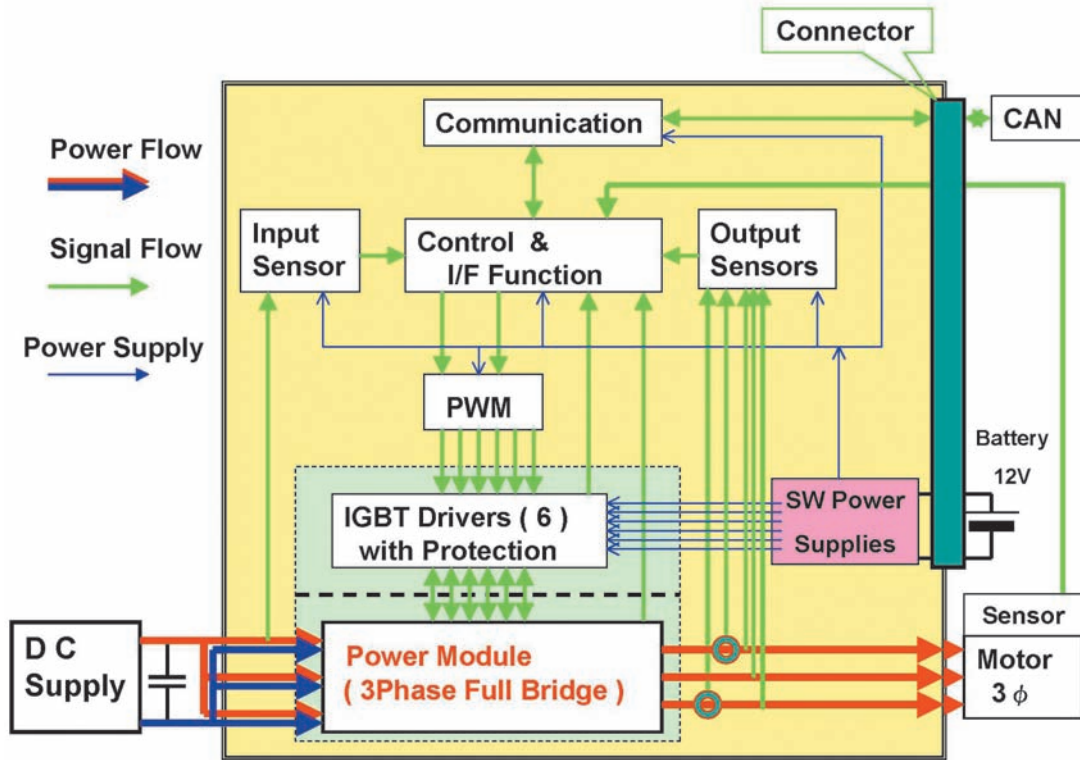 Connector
Communication
CAN
Power Flow
Input
Sensor
Control & 
I/F Function
Output
Sensors
Signal Flow
Power Supply
PWM
Battery
12V
IGBT Drivers ( 6 )
with Protection
SW Power
Supplies
D C
Supply
Power Module
( 3Phase Full Bridge )
Sensor
Motor
3 ϕ